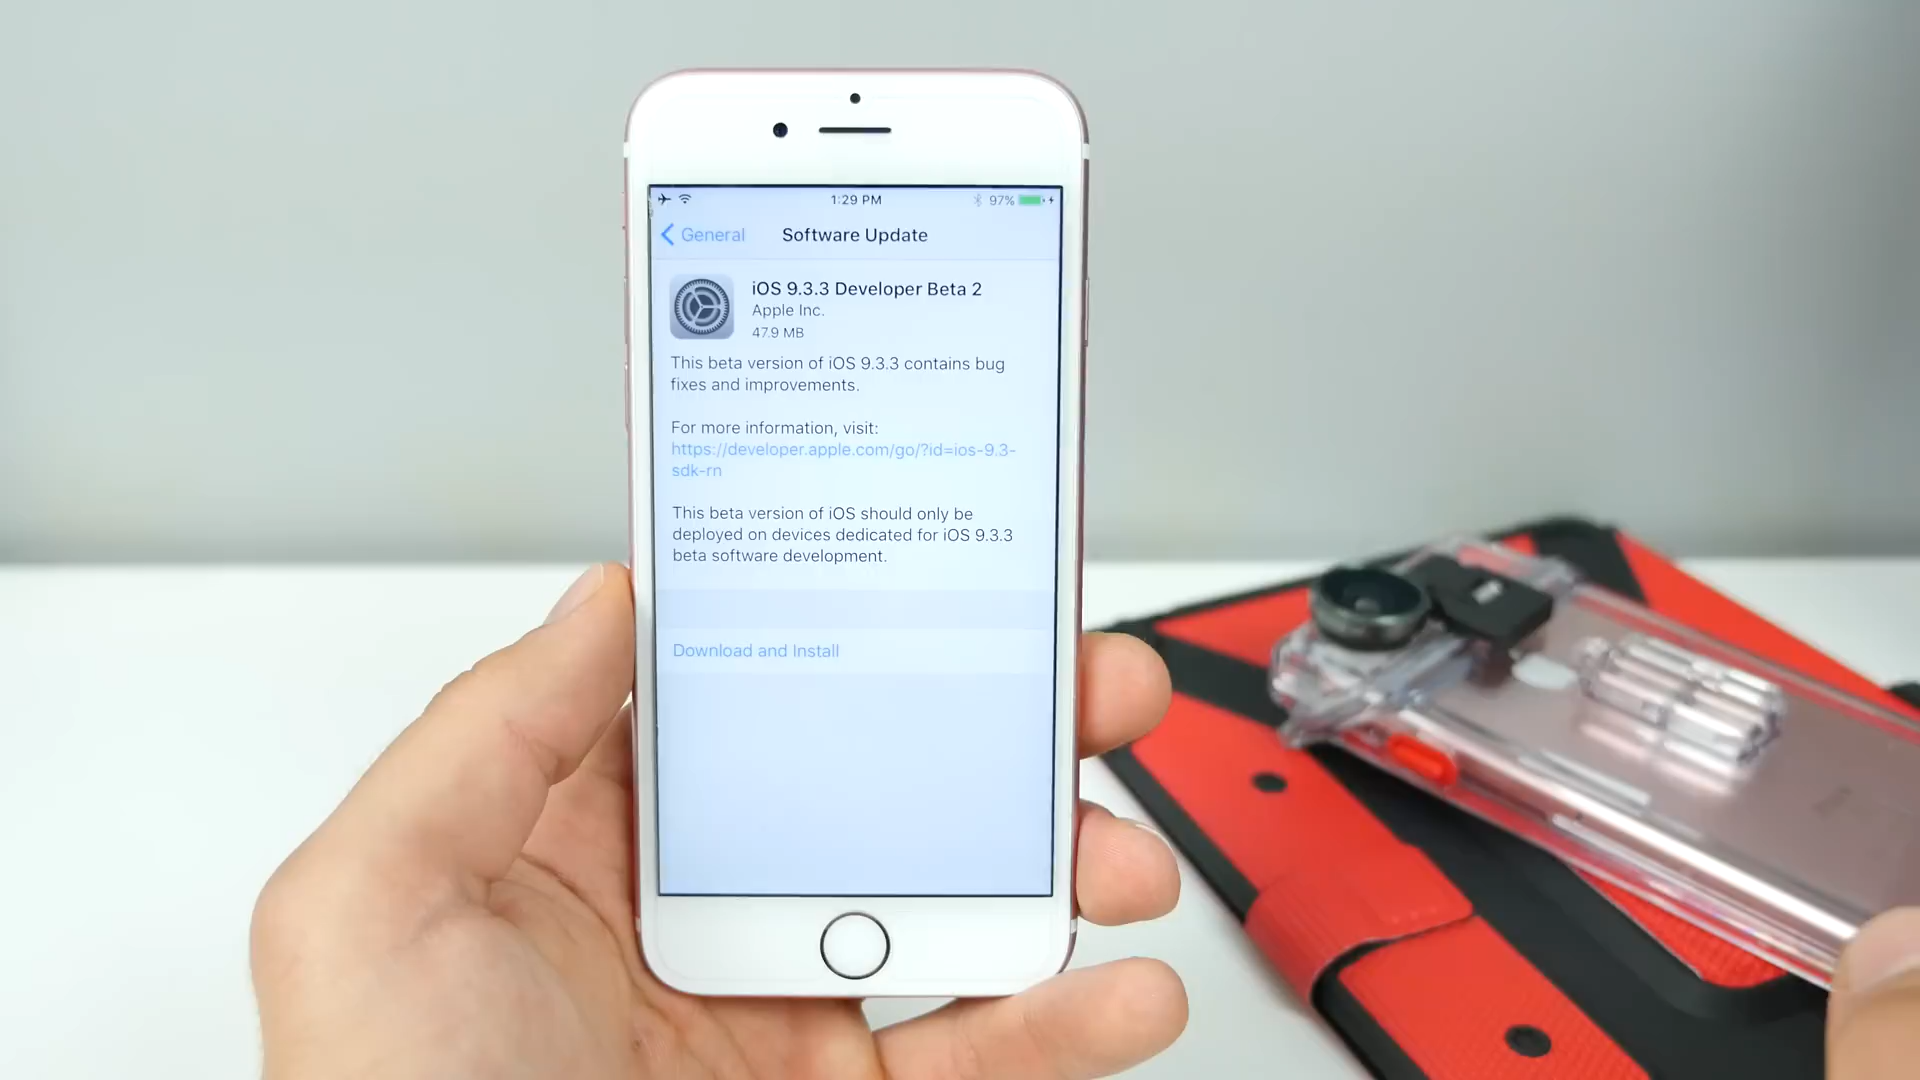 1:29 PM
97%
General
Software Update
iOS 9.3.3 Developer Beta 2
Apple Inc.
47.9 MB
This beta version of iOS 9.3.3 contains bug
fixes and improvements.
For more information, visit:
https://developer.apple.com/go/?id=ios-9.3-
sdk-rn
This beta version of iOS should only be
deployed on devices dedicated for iOS 9.3.3
beta software development.
Download and Install